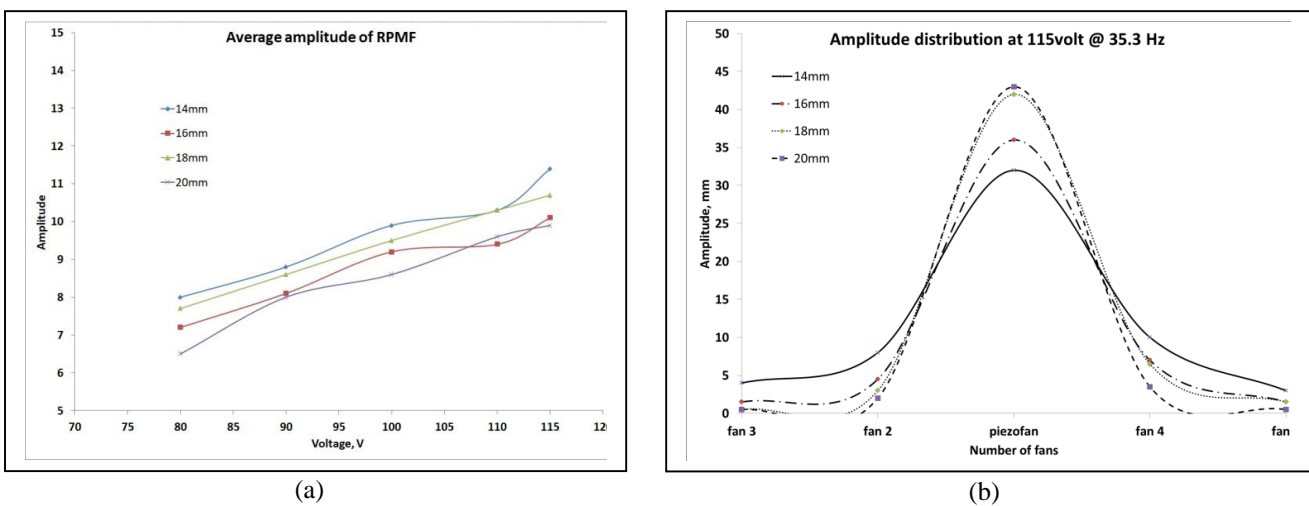 Average amplitude of RPMF
15
14
13
12
11
10
9
8
7
6
5
Amplitude
14mm
16mm
18mm
20mm
70 75 80 85 90 95 100 105 110 115 120
Voltage, V
(a)
Amplitude distribution at 115volt @ 35.3 Hz
50
45
40
35
30
25
20
15
10
5
0
Amplitude, mm
14mm
16mm
18mm
20mm
fan 3 fan 2 piezofan fan 4 fan
Number of fans
(b)